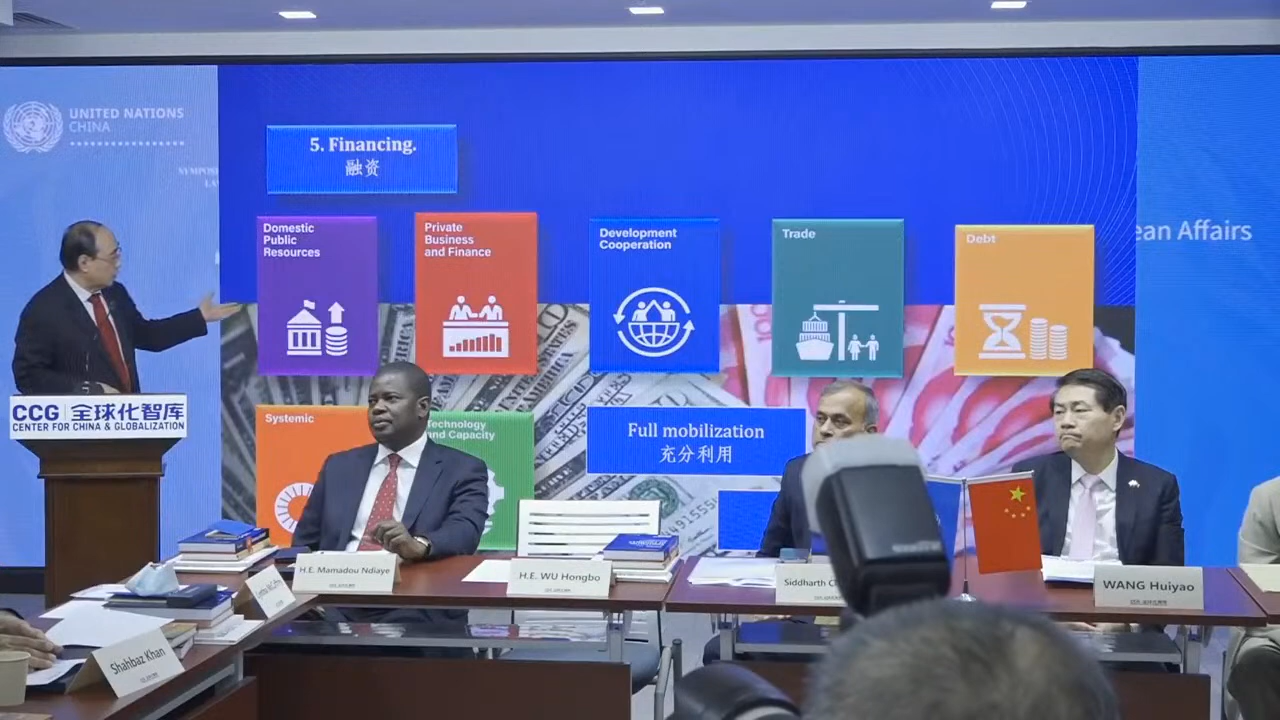 UNITED NATIONS
CHINA
SYMPOS
LA
5. Financing.
融资
Domestic
Public
Resources
Private
Business
and Finance
Development
Cooperation
Trade
Debt
ean Affairs
Systemic
Technology
and Capacity
Full mobilization
充分利用
CCG 全球化智库
CENTER FOR CHINA & GLOBALIZATION
H.E. Mamadou Ndiaye
H.E. WU Hongbo
Siddharth C
WANG Huiyao
Shahbaz Khan